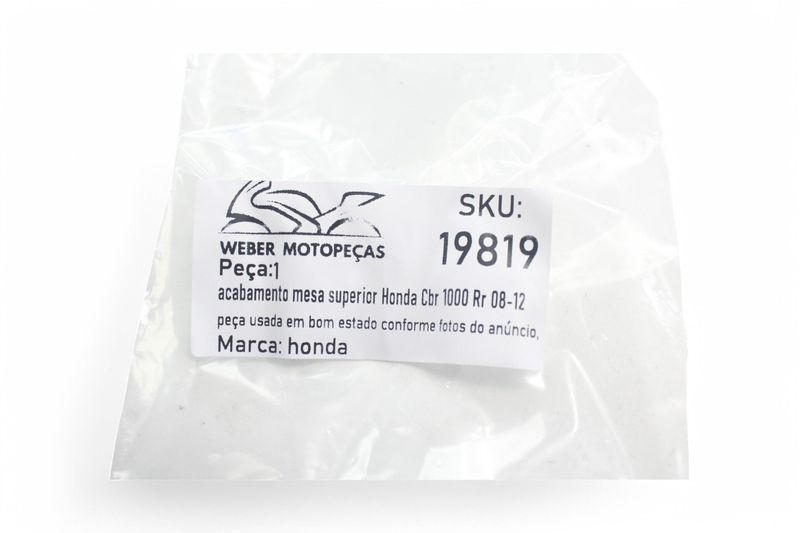 WEBER MOTOPEÇAS
SKU:
19819
Peça:1
acabamento mesa superior Honda Cbr 1000 Rr 08-12
peça usada em bom estado conforme fotos do anúncio,
Marca: honda